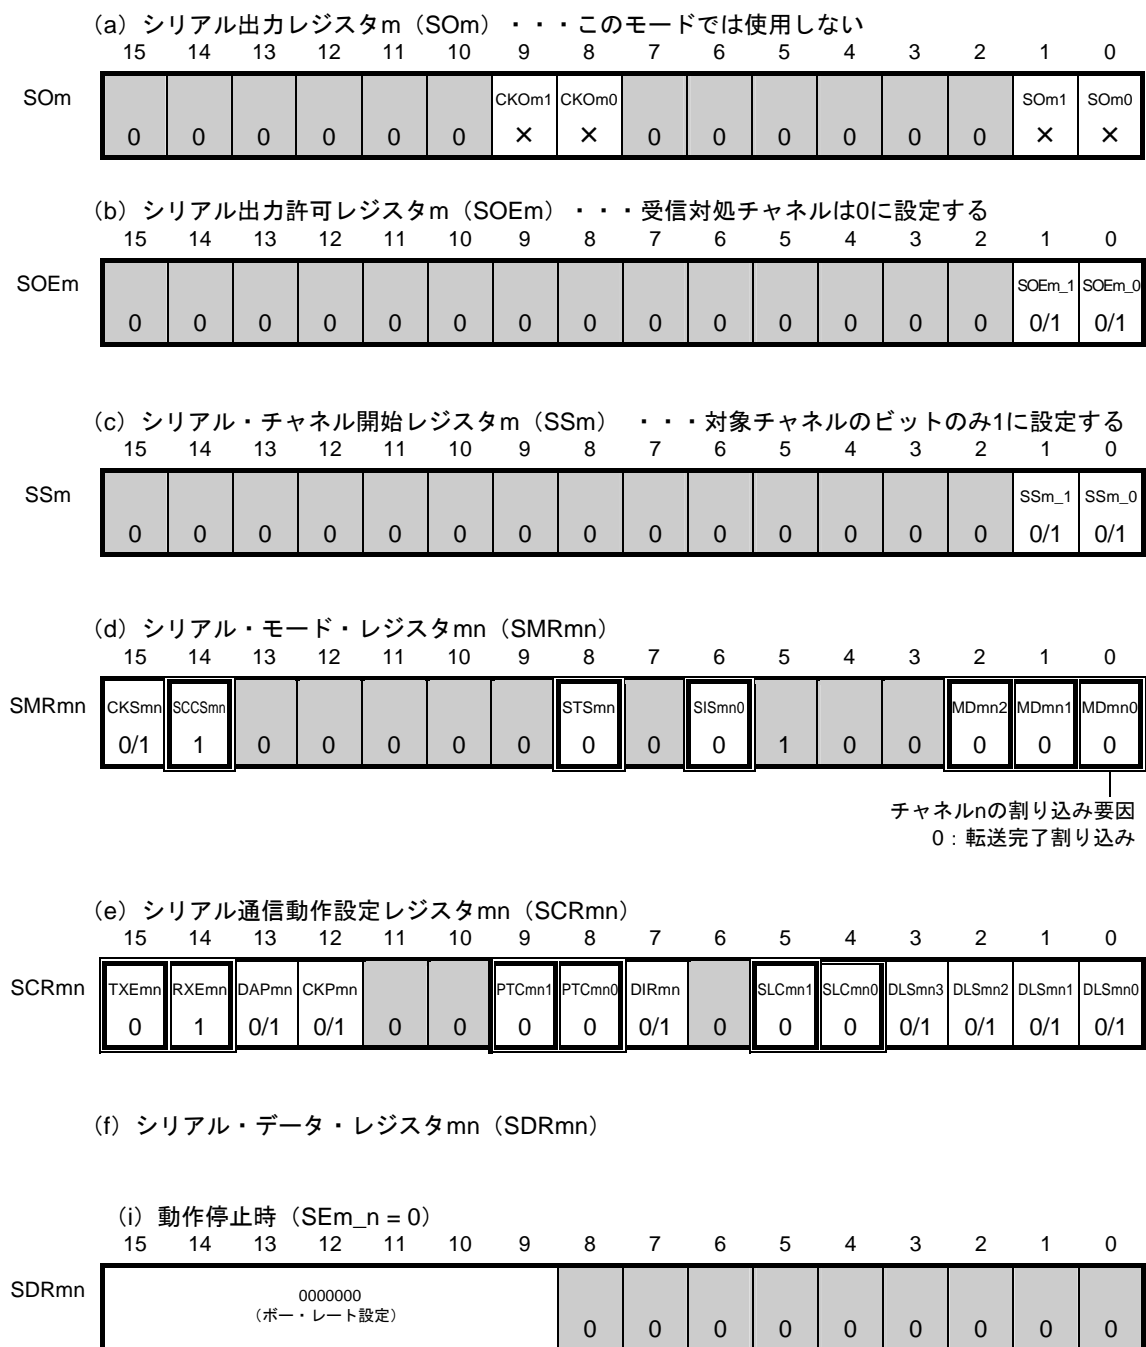 (a) シリアル出力レジスタm（SOm）・・・このモードでは使用しない
15 14 13 12 11 10 9 8 7 6 5 4 3 2 1 0
SOm CKOm1 CKOm0 SOm1 SOm0
0 0 0 0 0 0 × × 0 0 0 0 0 0 × ×
(b) シリアル出力許可レジスタm（SOEm）・・・受信対処チャネルは0に設定する
15 14 13 12 11 10 9 8 7 6 5 4 3 2 1 0
SOEm SOEm_1 SOEm_0
0 0 0 0 0 0 0 0 0 0 0 0 0 0 0/1 0/1
(c) シリアル・チャネル開始レジスタm（SSm）　・・・対象チャネルのビットのみ1に設定する
15 14 13 12 11 10 9 8 7 6 5 4 3 2 1 0
SSm SSm_1 SSm_0
0 0 0 0 0 0 0 0 0 0 0 0 0 0 0/1 0/1
(d) シリアル・モード・レジスタmn（SMRmn）
15 14 13 12 11 10 9 8 7 6 5 4 3 2 1 0
SMRmn CKSmn SCCSmn STSmn SISmn0 MDmn2 MDmn1 MDmn0
0/1 1 0 0 0 0 0 0 0 0 1 0 0 0 0 0
チャネルnの割り込み要因
0：転送完了割り込み
(e) シリアル通信動作設定レジスタmn（SCRmn）
15 14 13 12 11 10 9 8 7 6 5 4 3 2 1 0
SCRmn TXEmn RXEmn DAPmn CKPmn PTCmn1 PTCmn0 DIRmn SLCmn1 SLCmn0 DLSmn3 DLSmn2 DLSmn1 DLSmn0
0 1 0/1 0/1 0 0 0 0 0/1 0 0 0 0/1 0/1 0/1 0/1
(f) シリアル・データ・レジスタmn（SDRmn）
(i) 動作停止時（SEm_n = 0）
15 14 13 12 11 10 9 8 7 6 5 4 3 2 1 0
SDRmn 0000000
（ボー・レート設定）
0 0 0 0 0 0 0 0 0